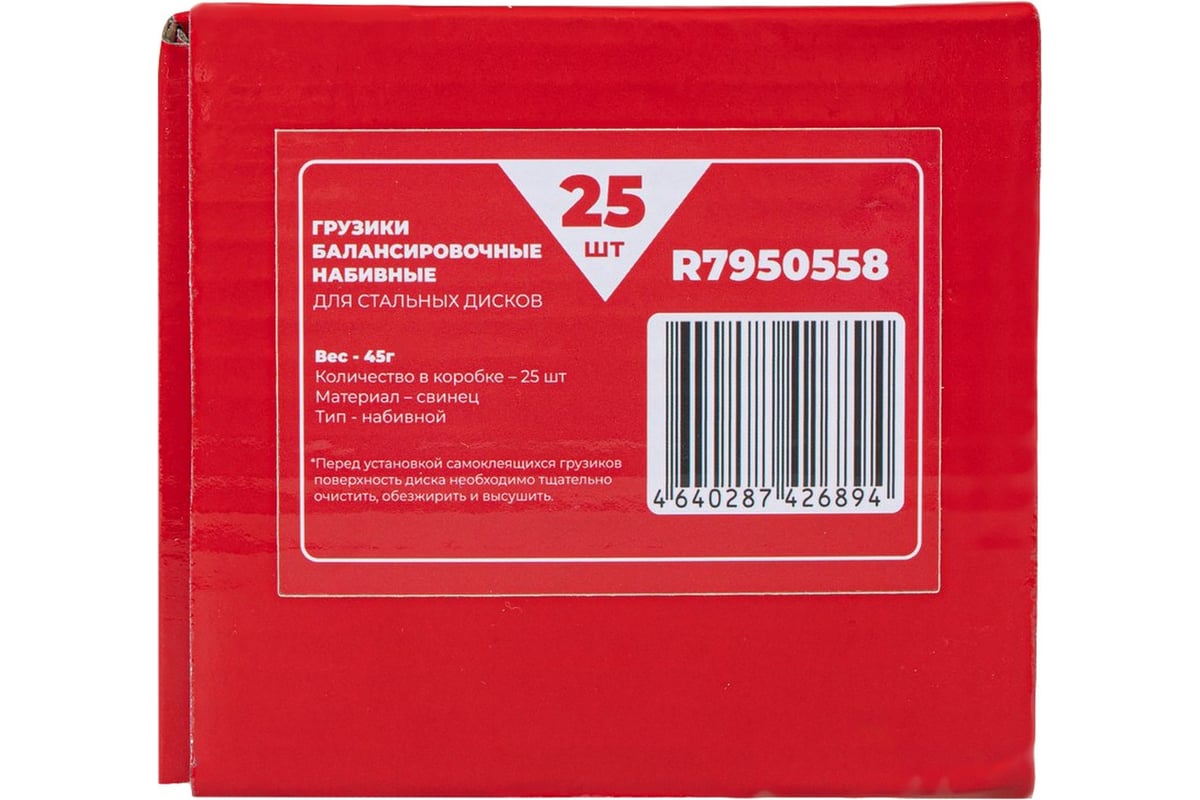 25
шт
ГРУЗИКИ
БАЛАНСИРОВОЧНЫЕ
НАБИВНЫЕ
ДЛЯ СТАЛЬНЫХ ДИСКОВ
R7950558
Вес - 45г
Количество в коробке – 25 шт
Материал – свинец
Тип - набивной
*Перед установкой самоклеящихся грузиков
поверхность диска необходимо тщательно
очистить, обезжирить и высушить.
4 640287 426894